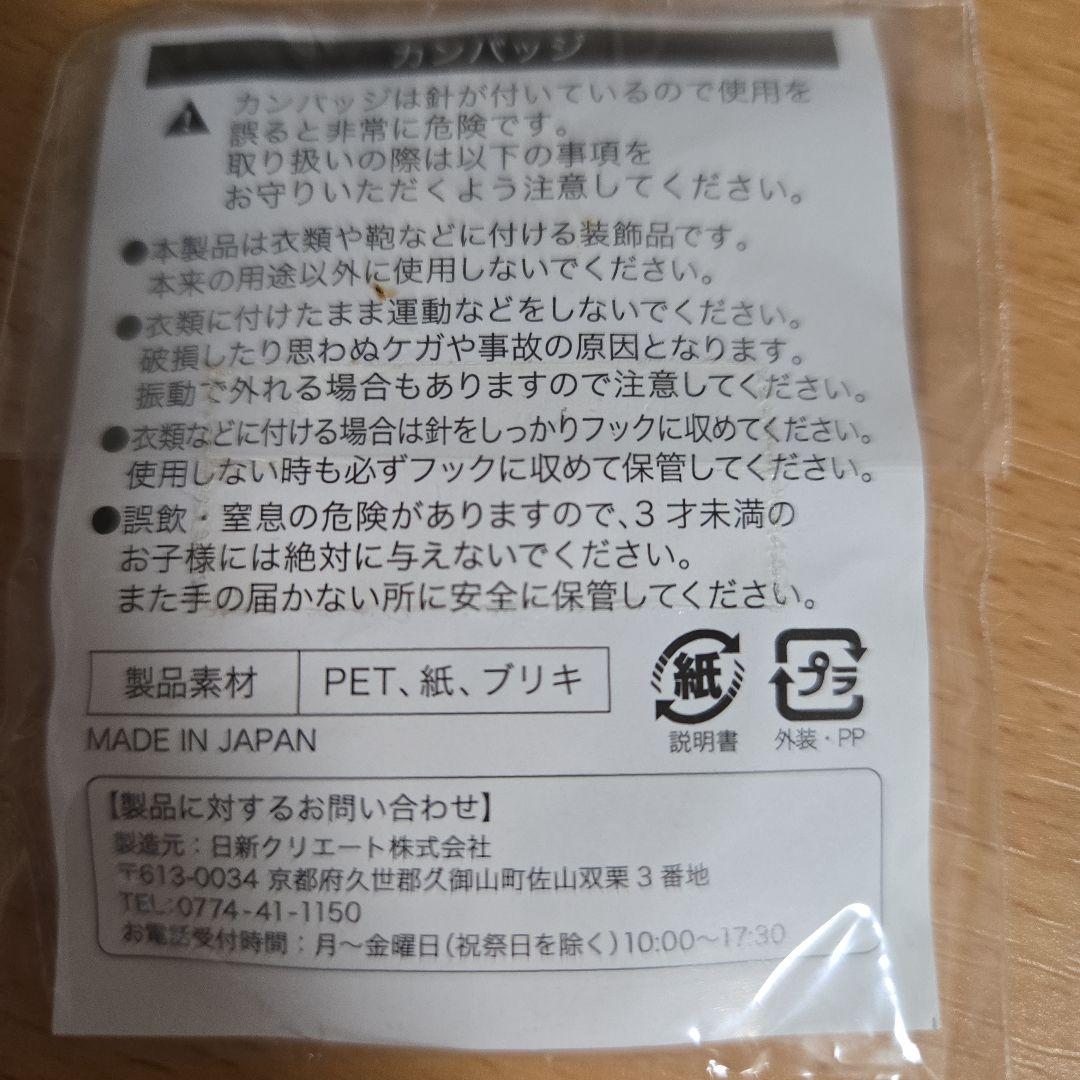 カンバッジ
カンバッジは針が付いているので使用を
誤ると非常に危険です。
取り扱いの際は以下の事項を
お守りいただくよう注意してください。
●本製品は衣類や鞄などに付ける装飾品です。
本来の用途以外に使用しないでください。
●衣類に付けたまま運動などをしないでください。
破損したり思わぬケガや事故の原因となります。
振動で外れる場合もありますので注意してください。
●衣類などに付ける場合は針をしっかりフックに収めてください。
使用しない時も必ずフックに収めて保管してください。
●誤飲・窒息の危険がありますので、3才未満の
お子様には絶対に与えないでください。
また手の届かない所に安全に保管してください。
製品素材 PET、紙、ブリキ
紙 プラ
説明書 外装・PP
MADE IN JAPAN
【製品に対するお問い合わせ】
製造元：日新クリエート株式会社
〒613-0034 京都府久世郡久御山町佐山双栗3番地
TEL:0774-41-1150
お電話受付時間：月～金曜日(祝祭日を除く)10:00～17:30